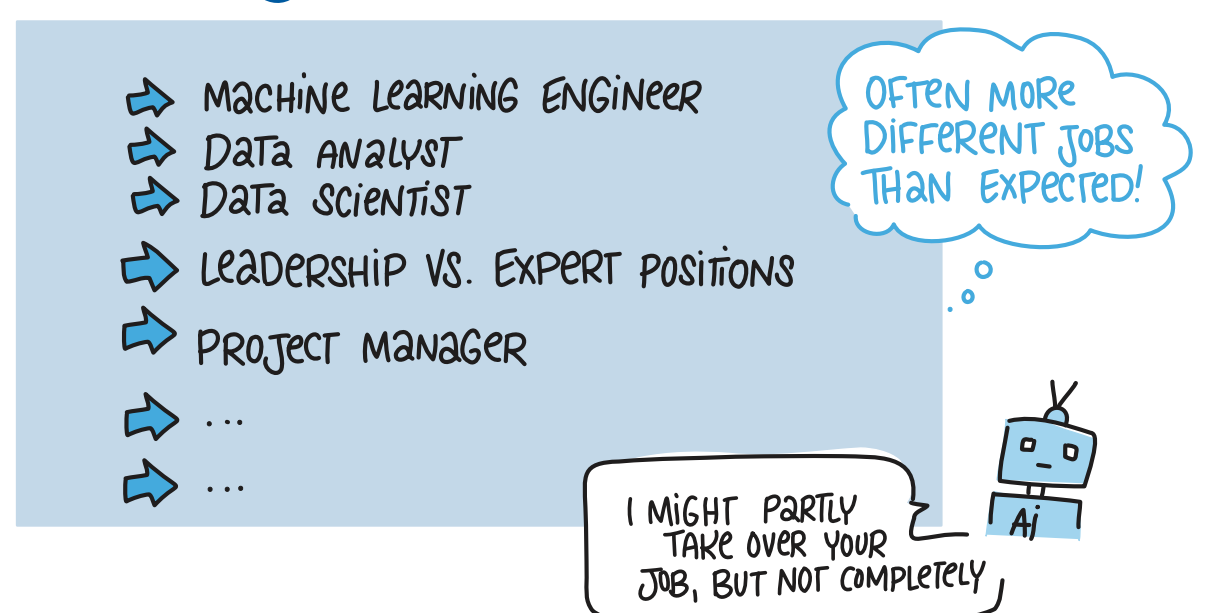 MACHINE LEARNING ENGINEER
DATA ANALYST
DATA SCIENTIST
LEADERSHIP VS. EXPERT POSITIONS
PROJECT MANAGER
...
...
OFTEN MORE
DIFFERENT JOBS
THAN EXPECTED!
I MIGHT PARTLY
TAKE OVER YOUR
JOB, BUT NOT COMPLETELY
Ai